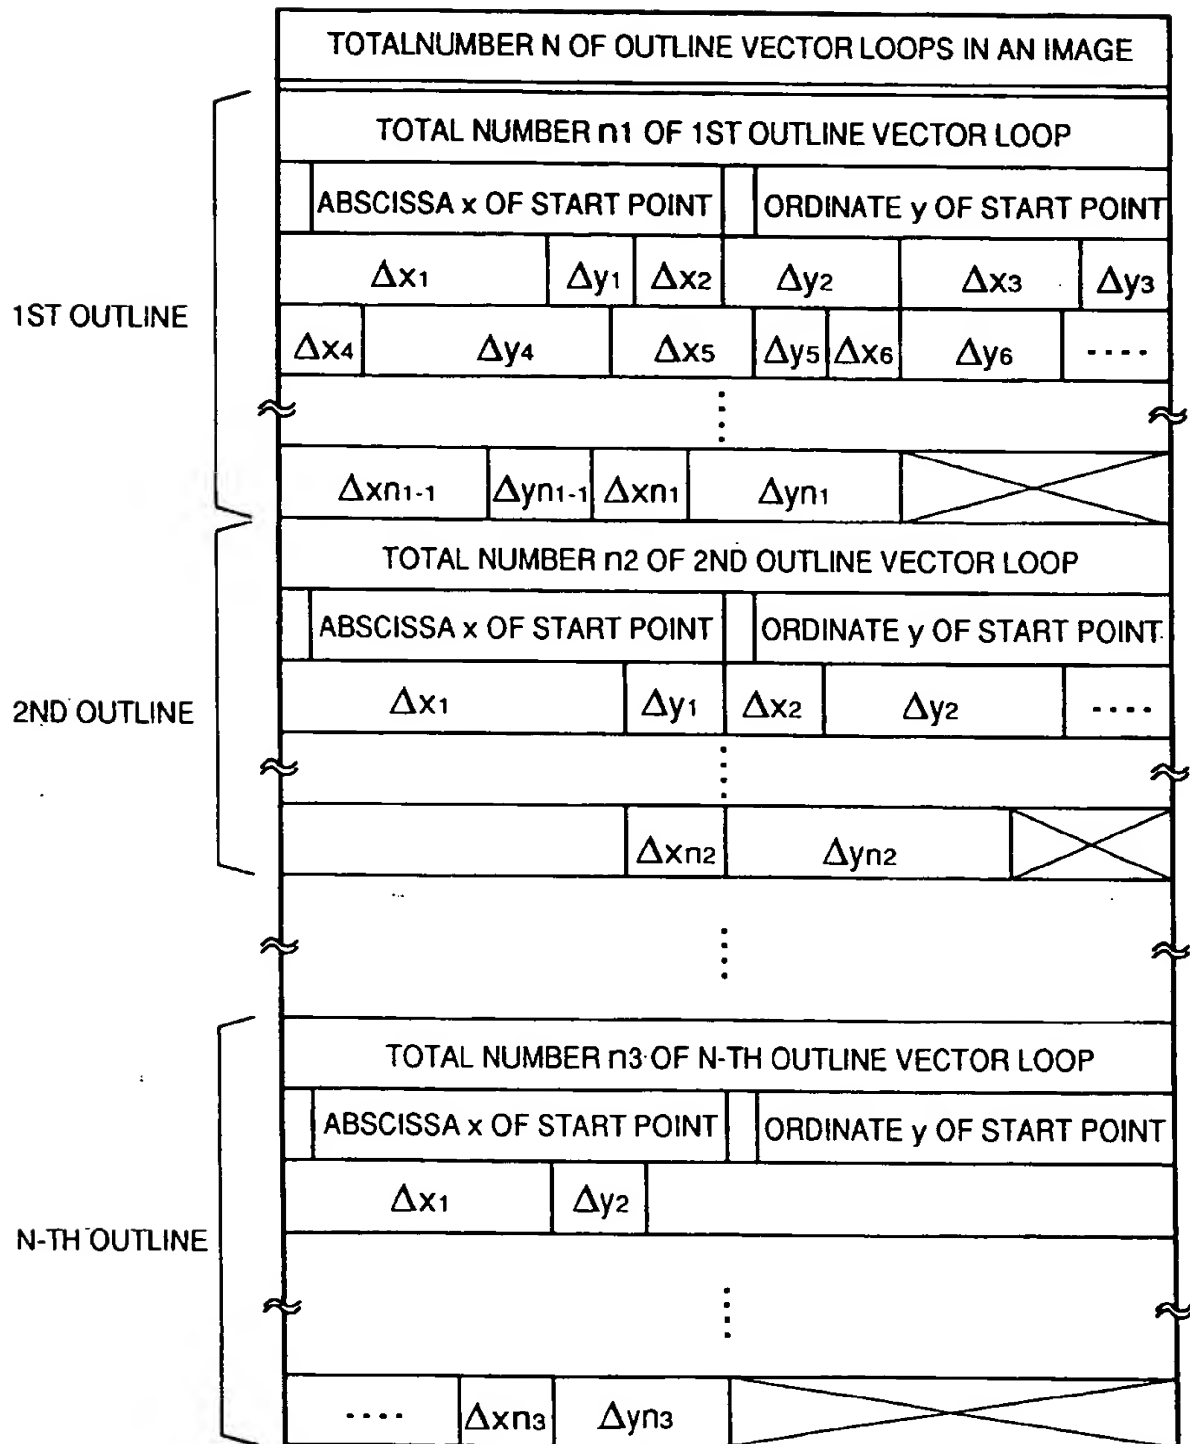 TOTALNUMBER N OF OUTLINE VECTOR LOOPS IN AN IMAGE
TOTAL NUMBER n1 OF 1ST OUTLINE VECTOR LOOP
ABSCISSA x OF START POINT ORDINATE y OF START POINT
Δx1 Δy1 Δx2 Δy2 Δx3 Δy3
1ST OUTLINE
Δx4 Δy4 Δx5 Δy5 Δx6 Δy6 ....
Δxn1-1 Δyn1-1 Δxn1 Δyn1
TOTAL NUMBER n2 OF 2ND OUTLINE VECTOR LOOP
ABSCISSA x OF START POINT ORDINATE y OF START POINT
2ND OUTLINE
Δx1 Δy1 Δx2 Δy2 ....
Δxn2 Δyn2
TOTAL NUMBER n3 OF N-TH OUTLINE VECTOR LOOP
ABSCISSA x OF START POINT ORDINATE y OF START POINT
Δx1 Δy2
N-TH OUTLINE
.... Δxn3 Δyn3